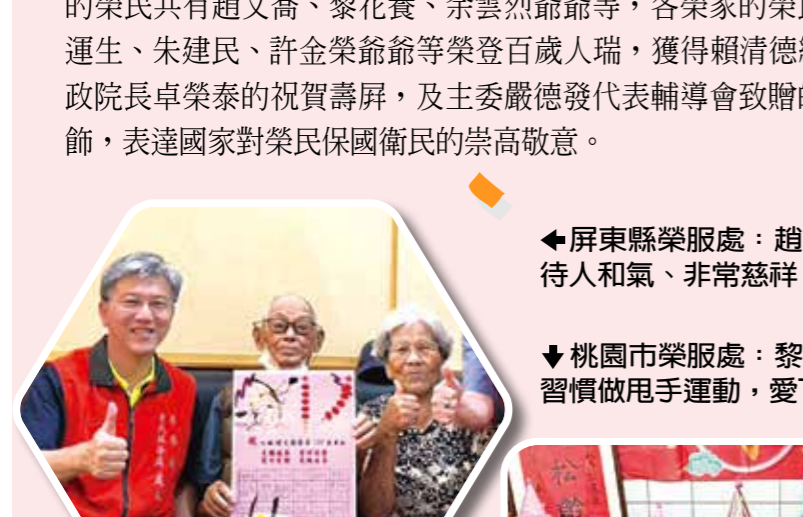 的榮民共有趙文喬、黎花養、余雲烈爺爺等，各榮家的榮
運生、朱建民、許金榮爺爺等榮登百歲人瑞，獲得賴清德
政院長卓榮泰的祝賀壽屏，及主委嚴德發代表輔導會致贈
飾，表達國家對榮民保國衛民的崇高敬意。
←屏東縣榮服處：趙
待人和氣、非常慈祥
↓桃園市榮服處：黎
習慣做甩手運動，愛
松